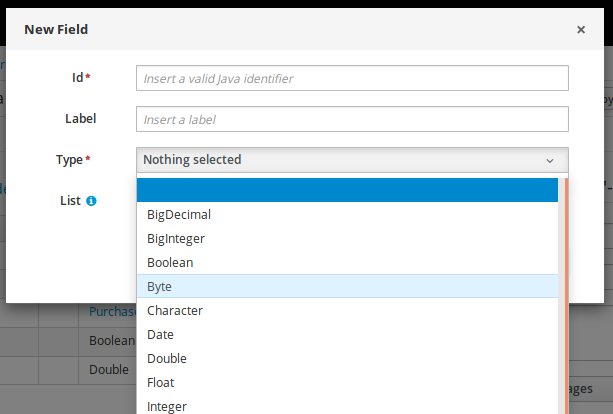 New Field ×
Id* Insert a valid Java identifier
Label Insert a label
Type* Nothing selected
List
BigDecimal
BigInteger
Boolean
Byte
Character
Date
Double
Float
Integer
Purchas
Boolean
Double
ages